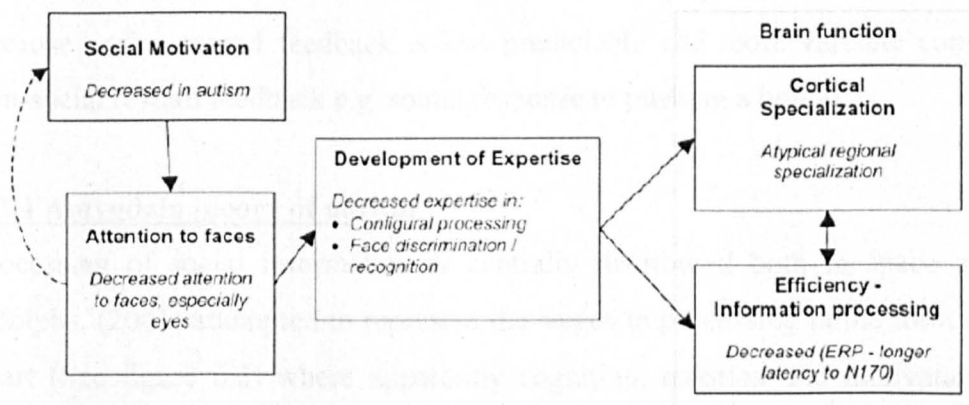 Social Motivation
Decreased in autism
Attention to faces
Decreased attention
to faces, especially
eyes
Development of Expertise
Decreased expertise in:
• Configural processing
• Face discrimination /
recognition
Brain function
Cortical
Specialization
Atypical regional
specialization
Efficiency -
Information processing
Decreased (ERP - longer
latency to N170)